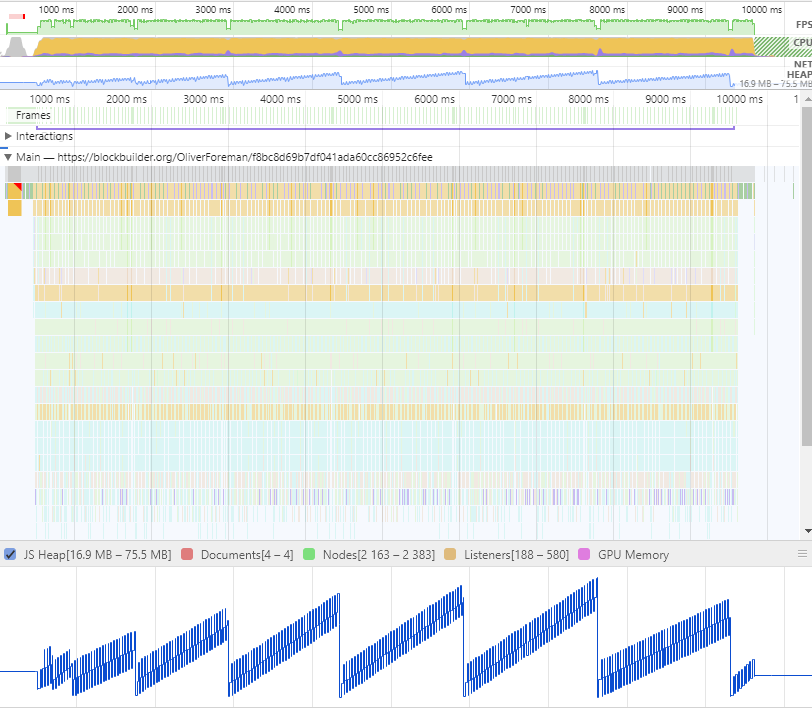 1000 ms 2000 ms 3000 ms 4000 ms 5000 ms 6000 ms 7000 ms 8000 ms 9000 ms 10000 ms
FPS
CPU
NET
HEAP
16.9 MB – 75.5 MB
1000 ms 2000 ms 3000 ms 4000 ms 5000 ms 6000 ms 7000 ms 8000 ms 9000 ms 10000 ms 1
Frames
Interactions
Main — https://blockbuilder.org/OliverForeman/f8bc8d69b7df041ada60cc86952c6fee
JS Heap[16.9 MB – 75.5 MB] Documents[4 – 4] Nodes[2 163 – 2 383] Listeners[188 – 580] GPU Memory